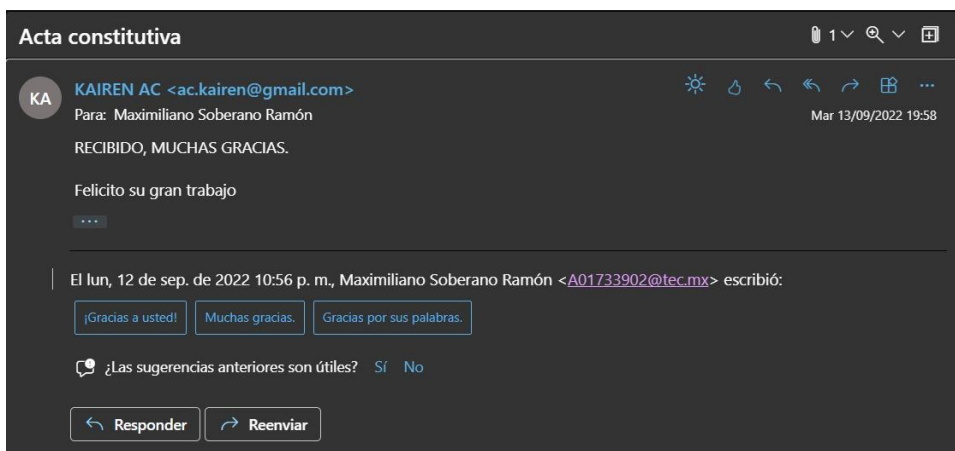 Acta constitutiva
1
KA
KAIREN AC <ac.kairen@gmail.com>
Para: Maximiliano Soberano Ramón
Mar 13/09/2022 19:58
RECIBIDO, MUCHAS GRACIAS.
Felicito su gran trabajo
...
El lun, 12 de sep. de 2022 10:56 p. m., Maximiliano Soberano Ramón <A01733902@tec.mx> escribió:
¡Gracias a usted! Muchas gracias. Gracias por sus palabras.
¿Las sugerencias anteriores son útiles? Sí No
Responder Reenviar